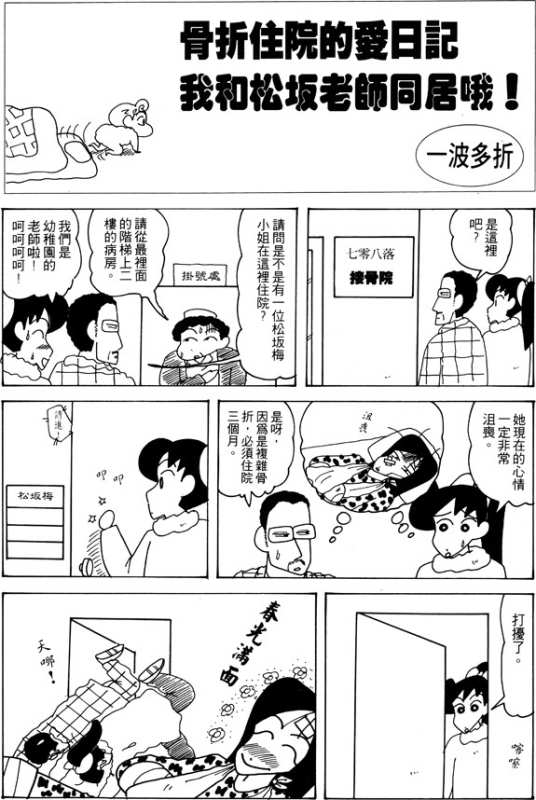 骨折住院的愛日記
我和松坂老師同居哦！
一波多折
是這裡
吧？
七零八落
接骨院
請問是不是有一位松坂梅
小姐在這裡住院？
掛號處
請從最裡面
的階梯上二
樓的病房。
我們是
幼稚園的
老師啦！
呵呵呵呵！
她現在的心情
一定非常
沮喪。
沮喪
是呀，
因為是複雜骨
折，必須住院
三個月。
請進！
叩叩
松坂梅
打擾了。
喀喳
春光滿面
天哪！